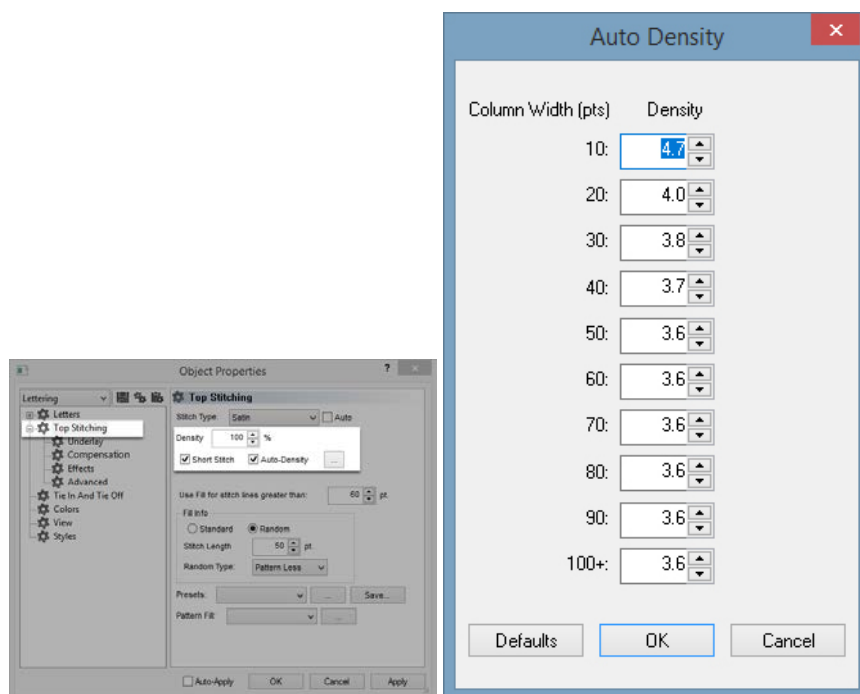 Object Properties
?
Lettering
Letters
Top Stitching
Underlay
Compensation
Effects
Advanced
Tie In And Tie Off
Colors
View
Styles
Top Stitching
Stitch Type: Satin Auto
Density 100 %
Short Stitch Auto-Density ...
Use Fill for stitch lines greater than: 60 pt.
Fill Info
Standard Random
Stitch Length 50 pt.
Random Type: Pattern Less
Presets: ... Save...
Pattern Fill: ...
Auto-Apply OK Cancel Apply
Auto Density
Column Width (pts) Density
10: 4.7
20: 4.0
30: 3.8
40: 3.7
50: 3.6
60: 3.6
70: 3.6
80: 3.6
90: 3.6
100+: 3.6
Defaults OK Cancel